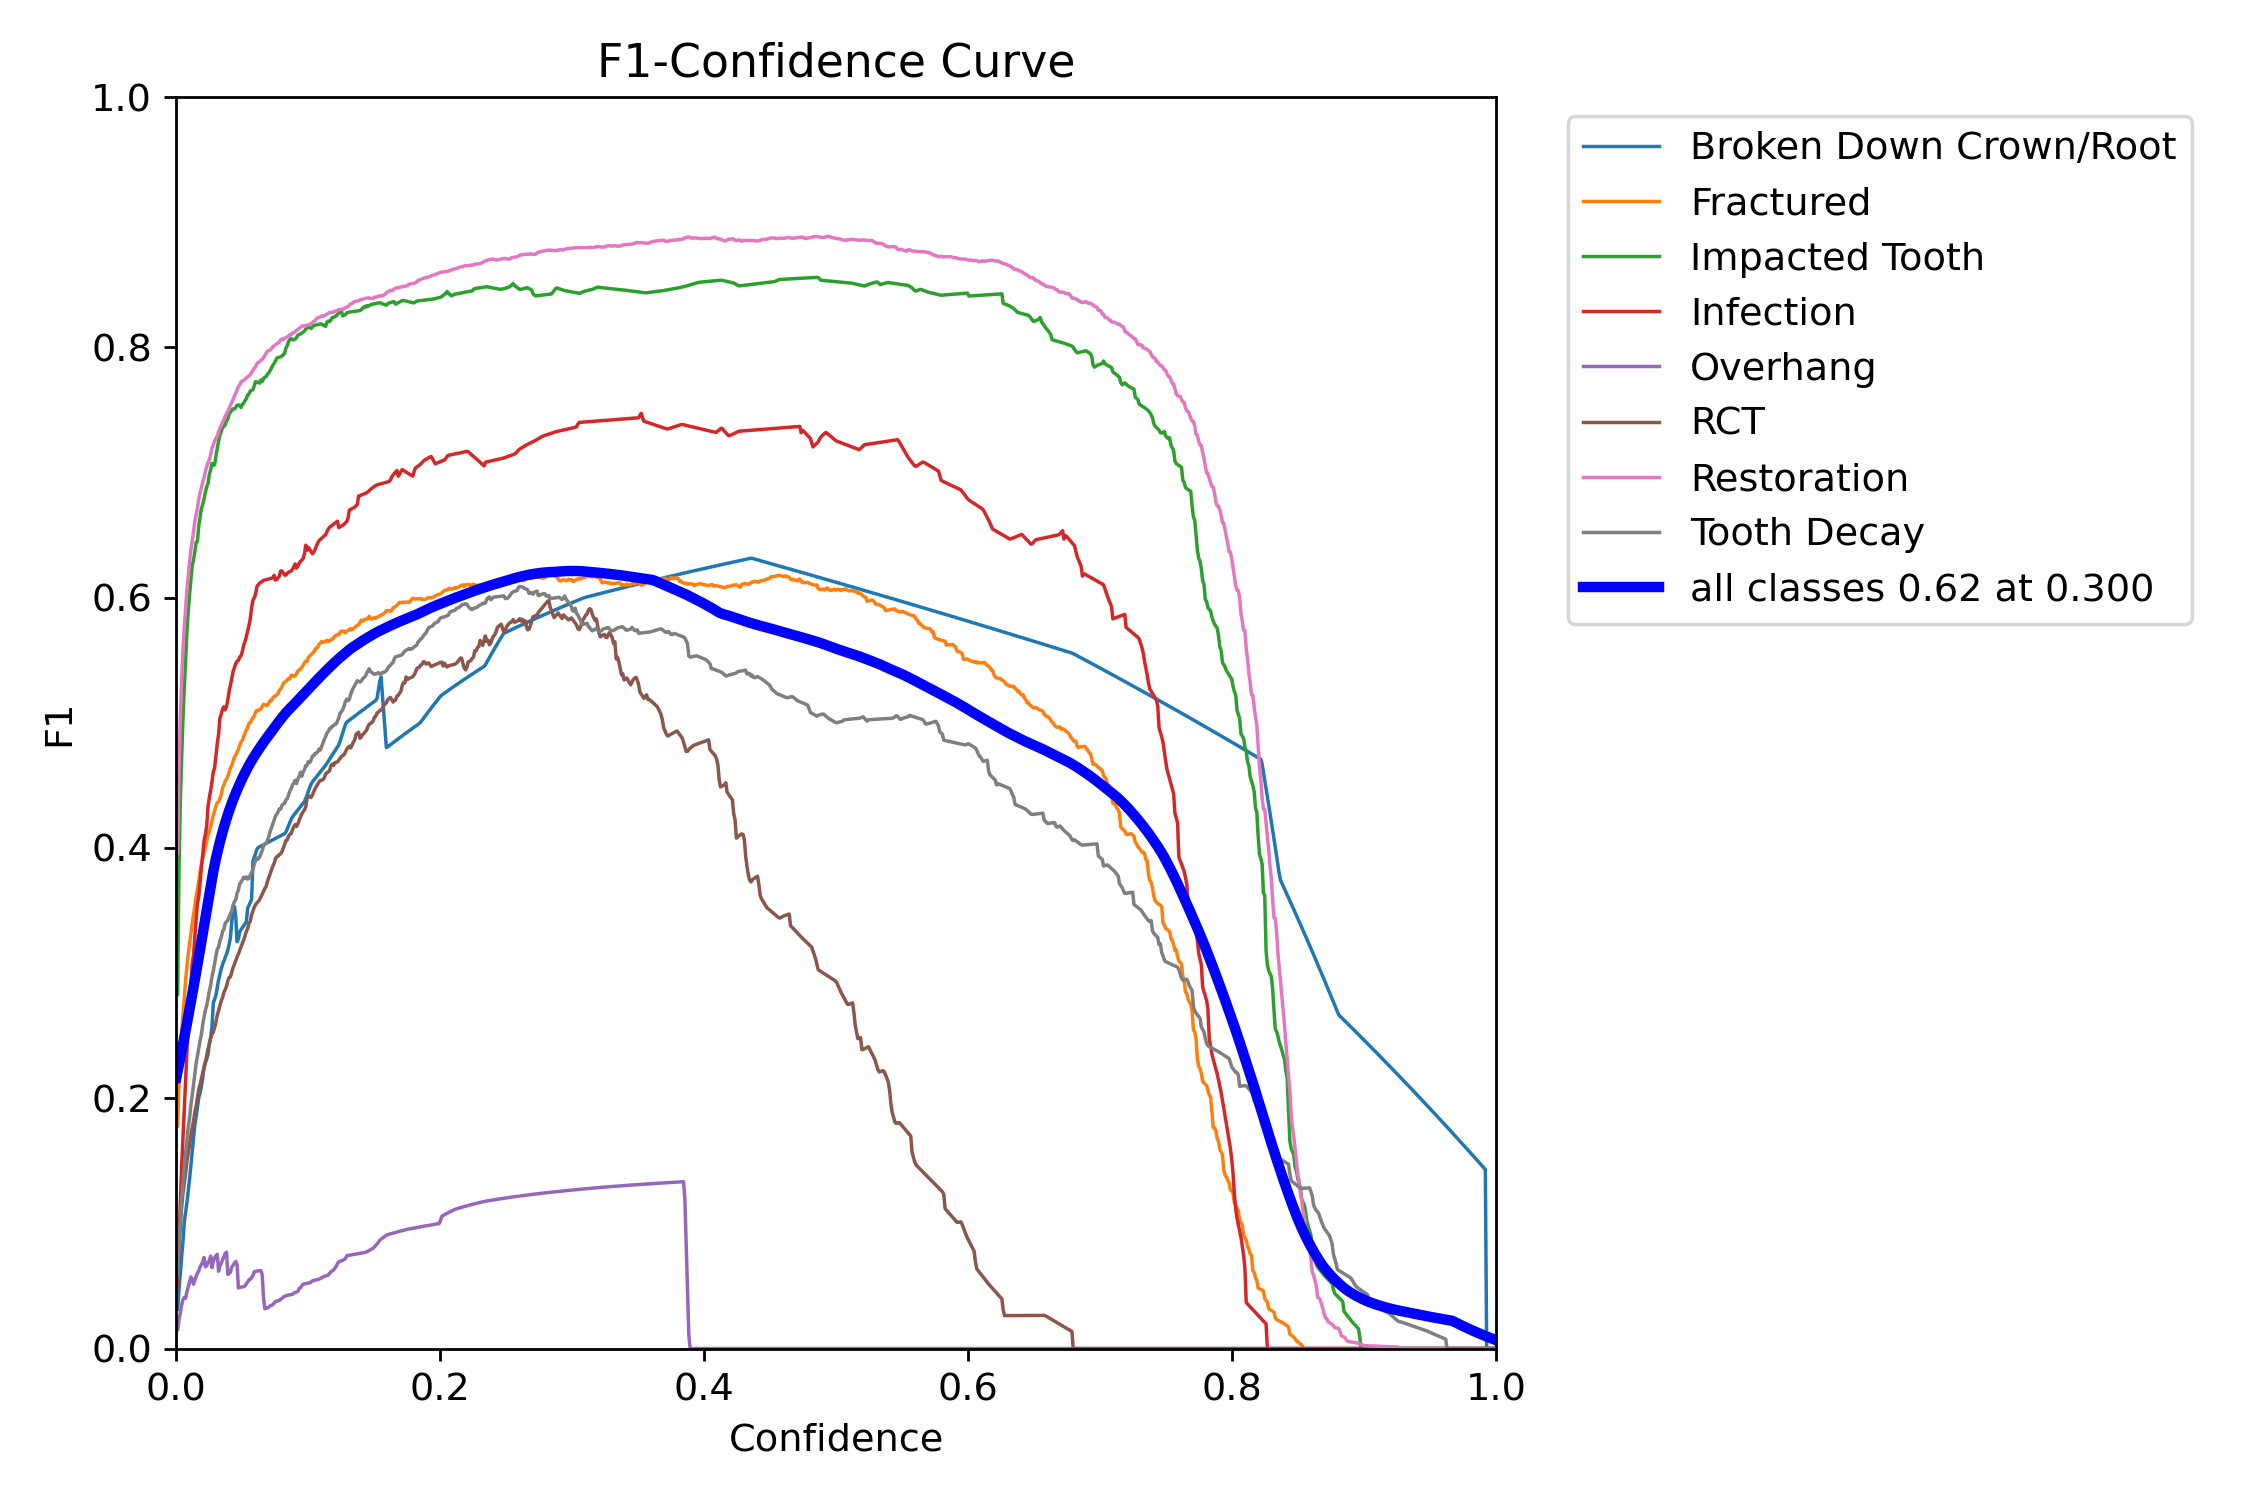 F1-Confidence Curve
1.0
0.8
0.6
0.4
0.2
0.0
F1
0.0 0.2 0.4 0.6 0.8 1.0
Confidence
Broken Down Crown/Root
Fractured
Impacted Tooth
Infection
Overhang
RCT
Restoration
Tooth Decay
all classes 0.62 at 0.300